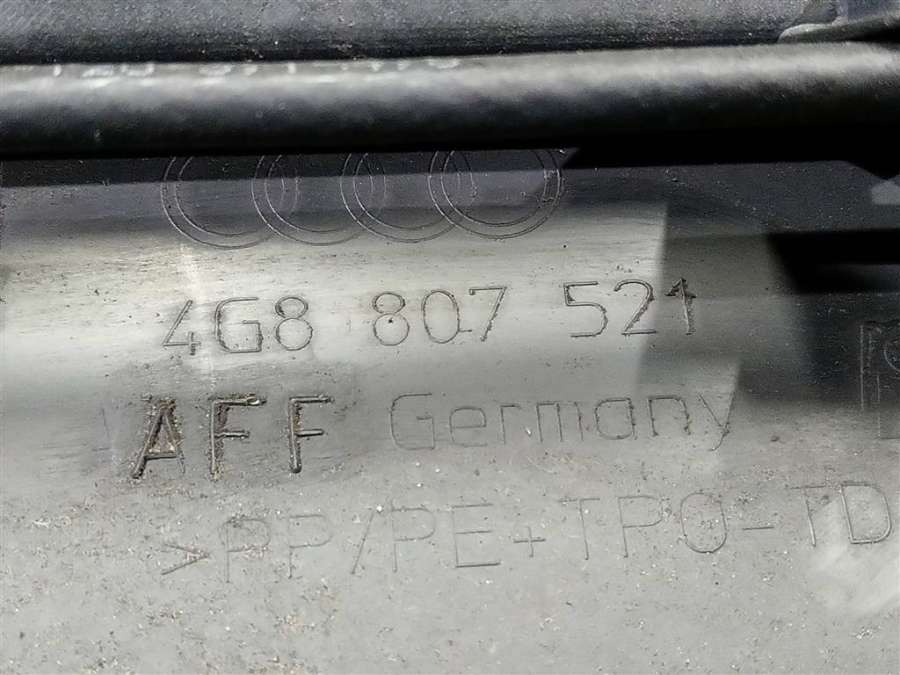 4G8 807 521
AFF Germany
>PP/PE+TPO-TD